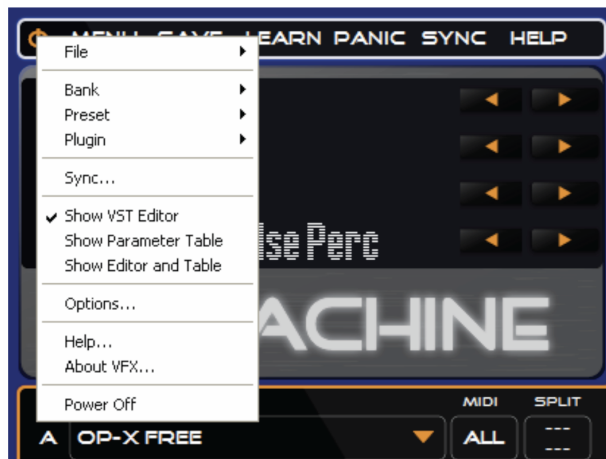 MENU SAVE LEARN PANIC SYNC HELP
File
Bank
Preset
Plugin
Sync...
Show VST Editor
Show Parameter Table
Show Editor and Table
Options...
Help...
About VFX...
Power Off
lse Perc
ACHINE
MIDI SPLIT
A OP-X FREE ALL ---
---